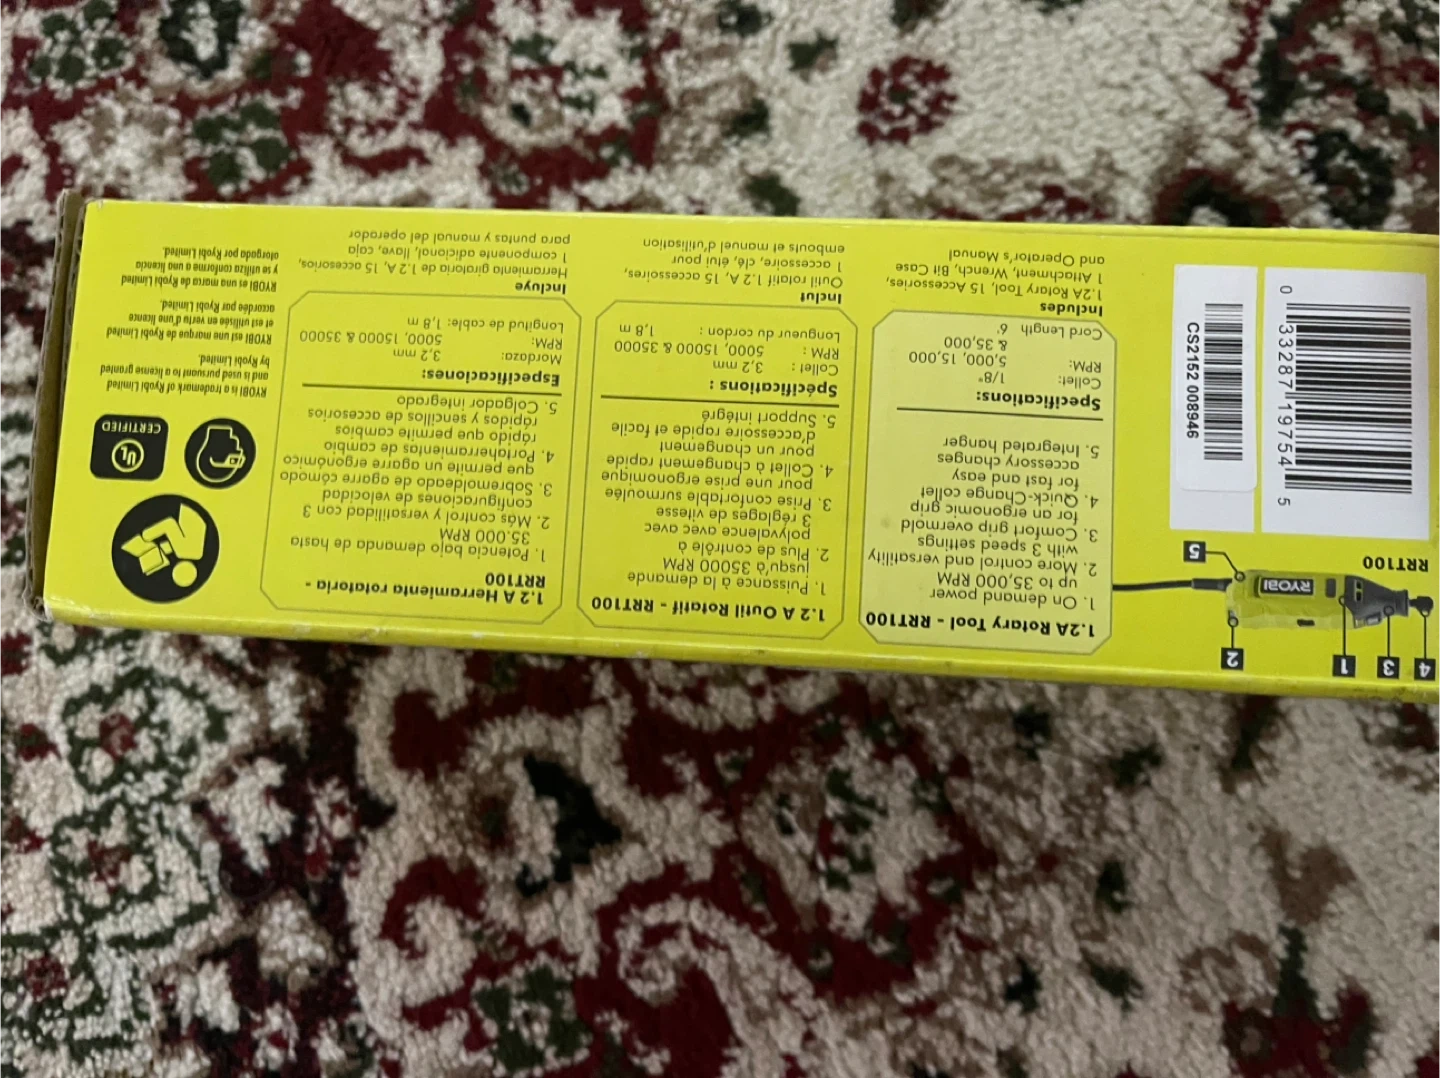 4
3
1
2
RYOBI
5
RRT100
0 33287 19754 5
CS2152 008946
1.2A Rotary Tool - RRT100
1. On demand power
up to 35,000 RPM
2. More control and versatility
with 3 speed settings
3. Comfort grip overmold
for an ergonomic grip
4. Quick-Change collet
for fast and easy
accessory changes
5. Integrated hanger
Specifications:
Collet: 1/8"
RPM: 5,000, 15,000
& 35,000
Cord Length 6'
Includes
1.2A Rotary Tool, 15 Accessories,
1 Attachment, Wrench, Bit Case
and Operator's Manual
1.2 A Outil Rotatif - RRT100
1. Puissance à la demande
jusqu'à 35000 RPM
2. Plus de contrôle à
polyvalence avec avec
3 réglages de vitesse
3. Prise confortable surmoulée
pour une prise ergonomique
4. Collet à changement rapide
pour un changement
d'accessoire rapide et facile
5. Support intégré
Spécifications :
Collet : 3,2 mm
RPM : 5000, 15000 & 35000
Longueur du cordon : 1,8 m
Inclut
Outil rotatif 1.2 A, 15 accessoires,
1 accessoire, clé, étui pour
embouts et manuel d'utilisation
1.2 A Herramienta rotatoria -
RRT100
1. Potencia bajo demanda de hasta
35.000 RPM
2. Más control y versatilidad con 3
configuraciones de velocidad
3. Sobremoldeado de agarre cómodo
que permite un agarre ergonómico
4. Portaherramientas de cambio
rápido que permite cambios
rápidos y sencillos de accesorios
5. Colgador integrado
Especificaciones:
Mordaza: 3,2 mm
RPM: 5000, 15000 & 35000
Longitud de cable: 1,8 m
Incluye
Herramienta giratoria de 1.2 A, 15 accesorios,
1 componente adicional, llave, caja
para puntas y manual del operador
UL
CERTIFIED
RYOBI is a trademark of Ryobi Limited
and is used pursuant to a license granted
by Ryobi Limited.
RYOBI est une marque de Ryobi Limited
et est utilisée en vertu d'une licence
accordée par Ryobi Limited.
RYOBI es una marca de Ryobi Limited
y se utiliza conforme a una licencia
otorgada por Ryobi Limited.